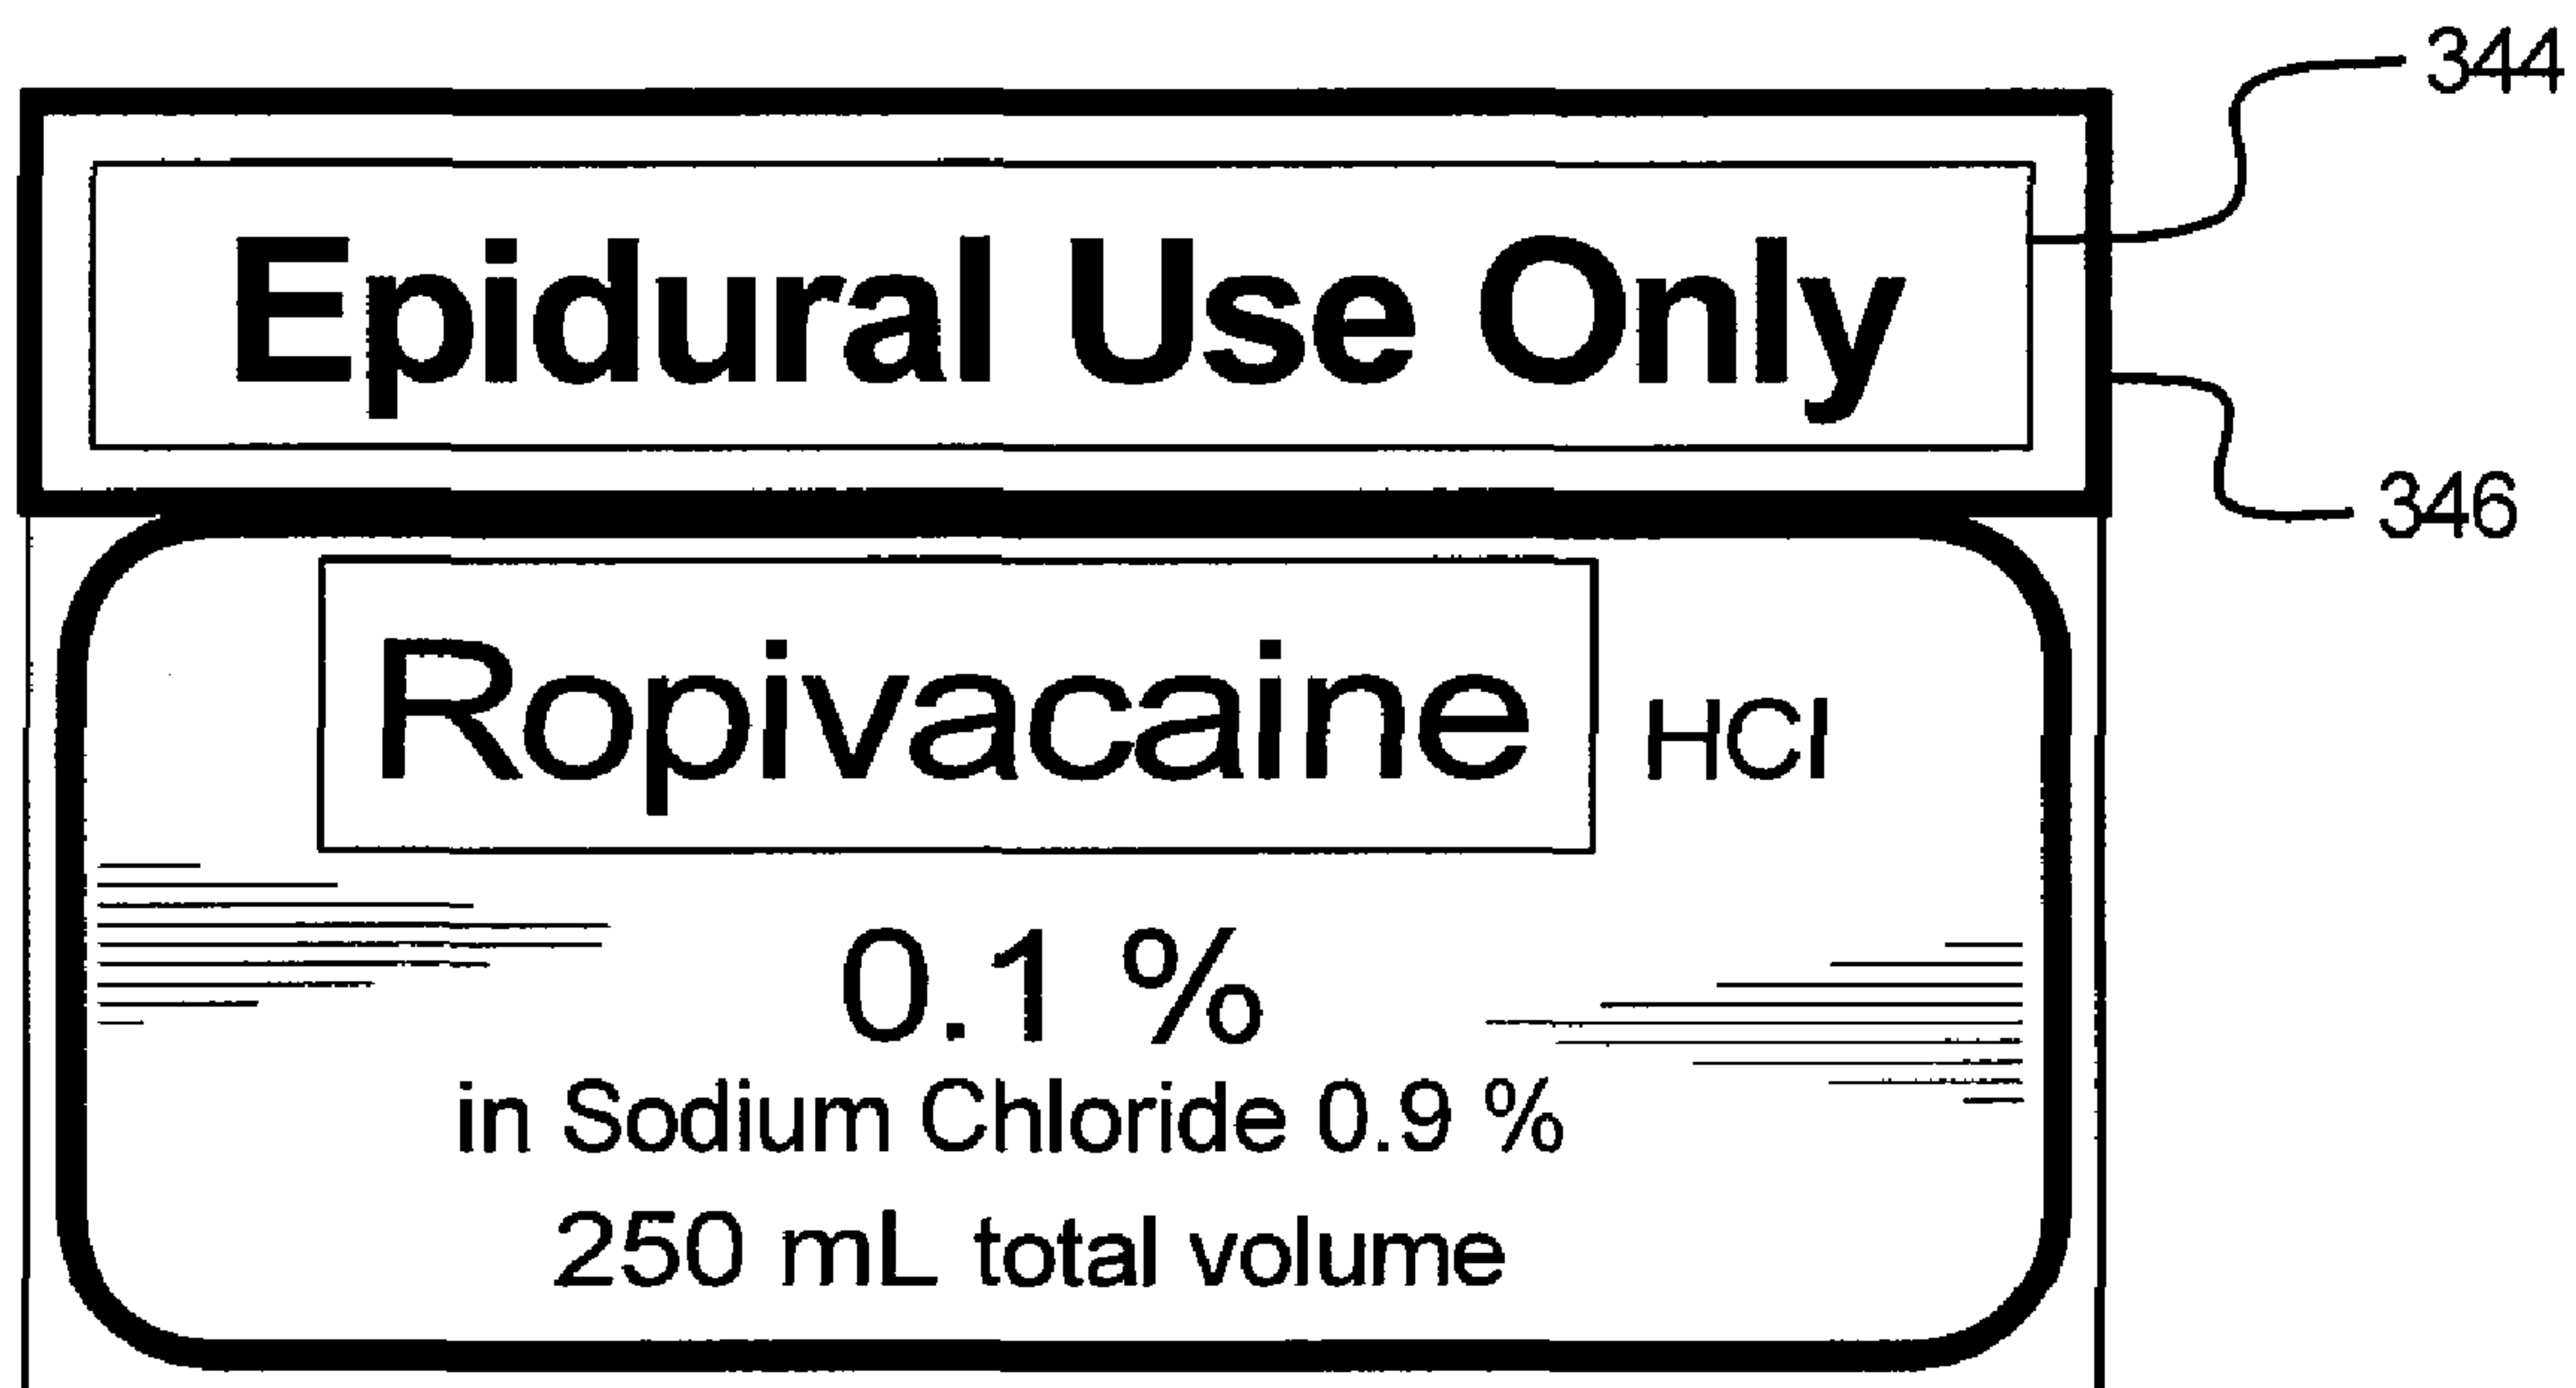 344
Epidural Use Only
346
Ropivacaine HCl
0.1 %
in Sodium Chloride 0.9 %
250 mL total volume